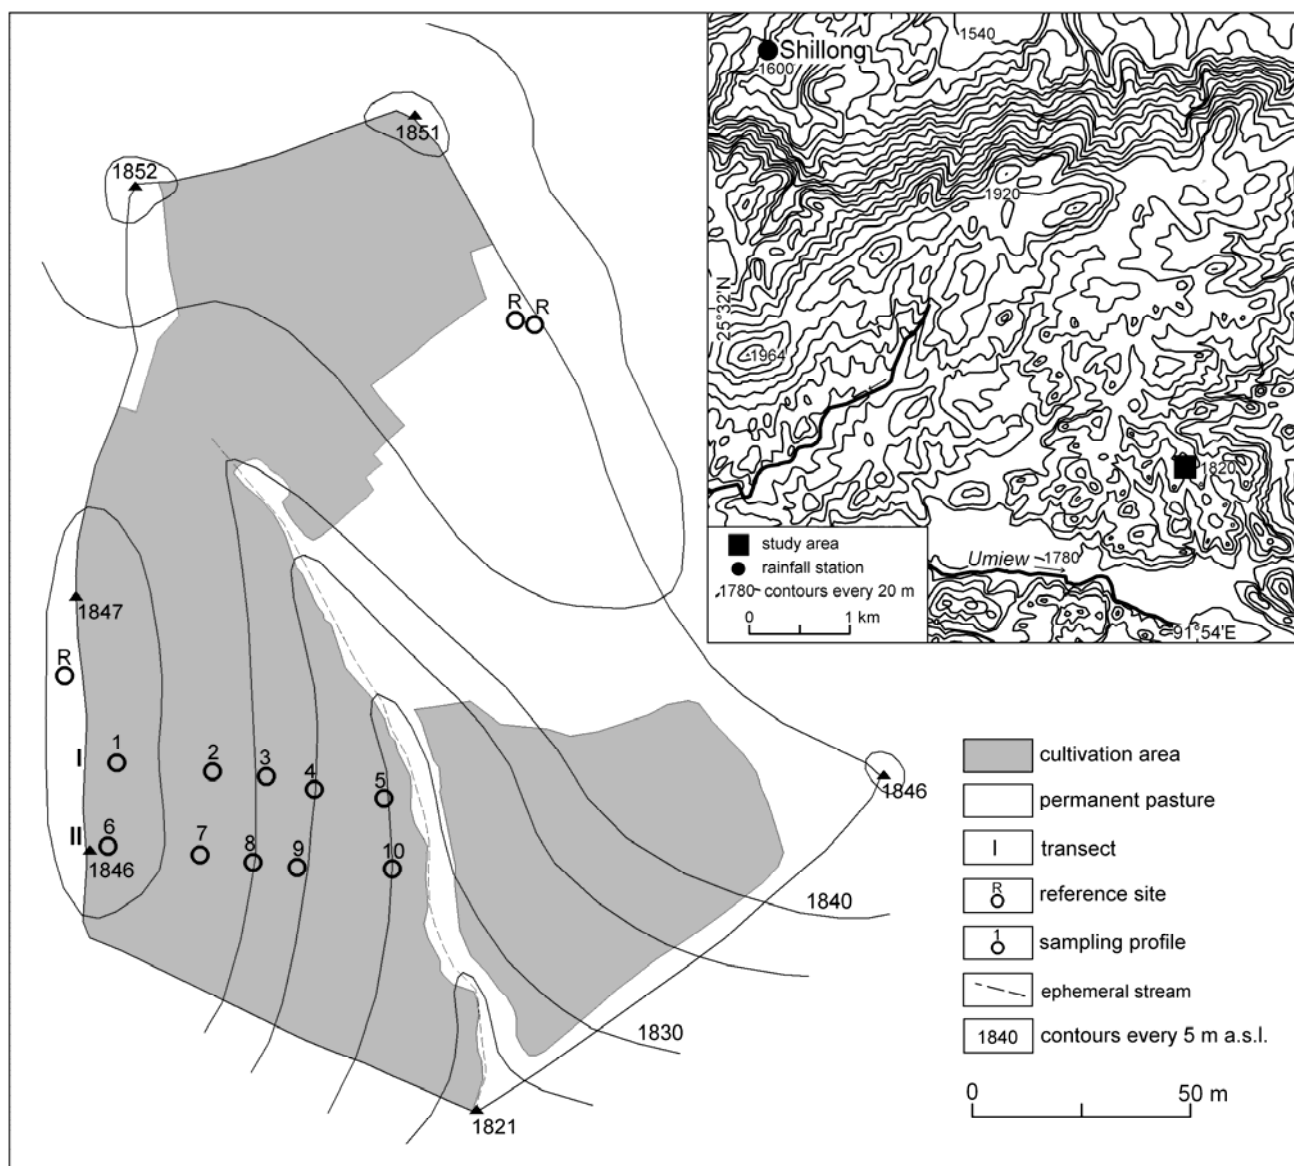 1851
1852
R R
1847
R
I 1 2 3 4 5
II 6 7 8 9 10
1846
1846
1840
1830
1821
Shillong
1540
1600
1920
25°32'N
1964
1820
study area
rainfall station
1780 contours every 20 m
0 1 km
Umiew 1780
91°54'E
cultivation area
permanent pasture
I transect
R reference site
1 sampling profile
ephemeral stream
1840 contours every 5 m a.s.l.
0 50 m